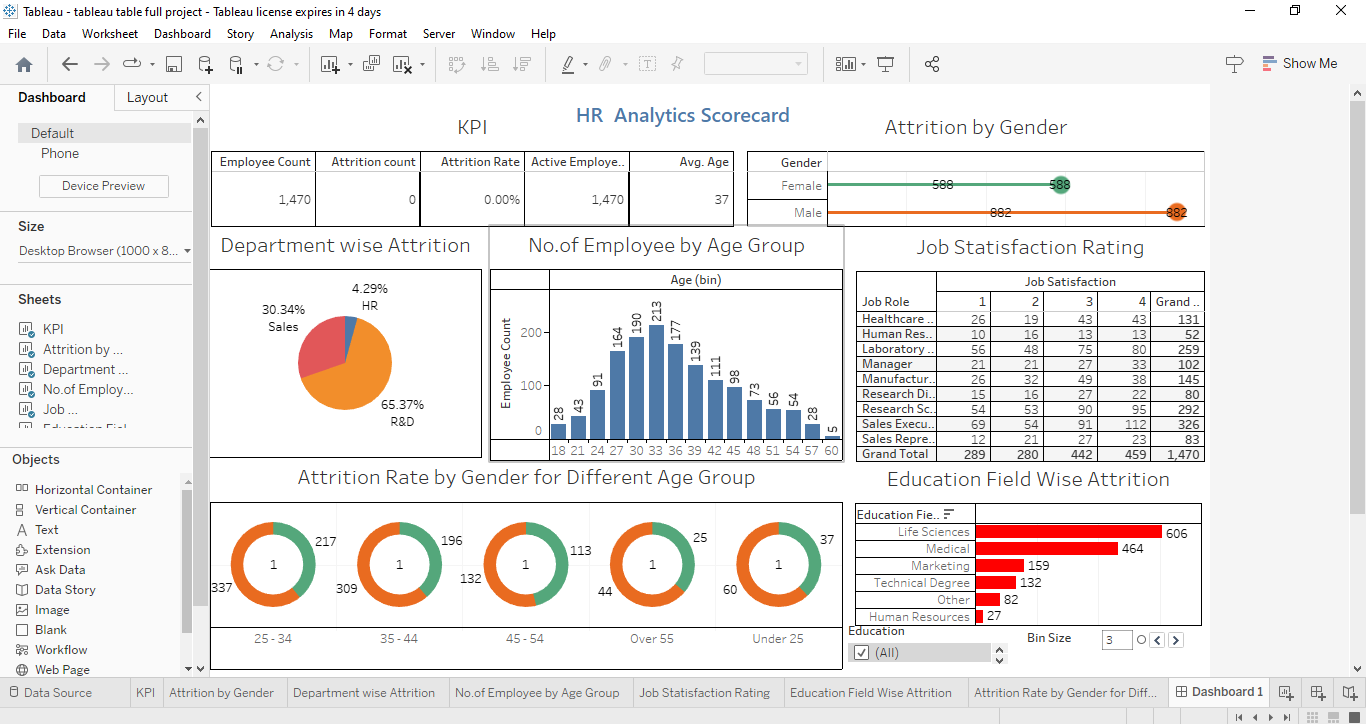 Tableau - tableau table full project - Tableau license expires in 4 days
File Data Worksheet Dashboard Story Analysis Map Format Server Window Help
Show Me
Dashboard Layout
Default
Phone
Device Preview
Size
Desktop Browser (1000 x 8...
Sheets
KPI
Attrition by ...
Department ...
No.of Employ...
Job ...
Education Fiel
Objects
Horizontal Container
Vertical Container
Text
Extension
Ask Data
Data Story
Image
Blank
Workflow
Web Page
HR Analytics Scorecard
KPI
Employee Count Attrition count Attrition Rate Active Employe.. Avg. Age
1,470 0 0.00% 1,470 37
Attrition by Gender
Gender
Female 588 588
Male 882 882
Department wise Attrition
4.29%
HR
30.34%
Sales
65.37%
R&D
No.of Employee by Age Group
Age (bin)
Employee Count
200
100
0
28 43 91 164 190 213 177 139 111 98 73 56 54 28 5
18 21 24 27 30 33 36 39 42 45 48 51 54 57 60
Job Statisfaction Rating
Job Satisfaction
Job Role 1 2 3 4 Grand ..
Healthcare .. 26 19 43 43 131
Human Res.. 10 16 13 13 52
Laboratory .. 56 48 75 80 259
Manager 21 21 27 33 102
Manufactur.. 26 32 49 38 145
Research Di.. 15 16 27 22 80
Research Sc.. 54 53 90 95 292
Sales Execu.. 69 54 91 112 326
Sales Repre.. 12 21 27 23 83
Grand Total 289 280 442 459 1,470
Attrition Rate by Gender for Different Age Group
217 1 337
196 1 309
113 1 132
25 1 44
37 1 60
25 - 34 35 - 44 45 - 54 Over 55 Under 25
Education Field Wise Attrition
Education Fie..
Life Sciences 606
Medical 464
Marketing 159
Technical Degree 132
Other 82
Human Resources 27
Education
(All)
Bin Size 3
Data Source KPI Attrition by Gender Department wise Attrition No.of Employee by Age Group Job Statisfaction Rating Education Field Wise Attrition Attrition Rate by Gender for Diff... Dashboard 1